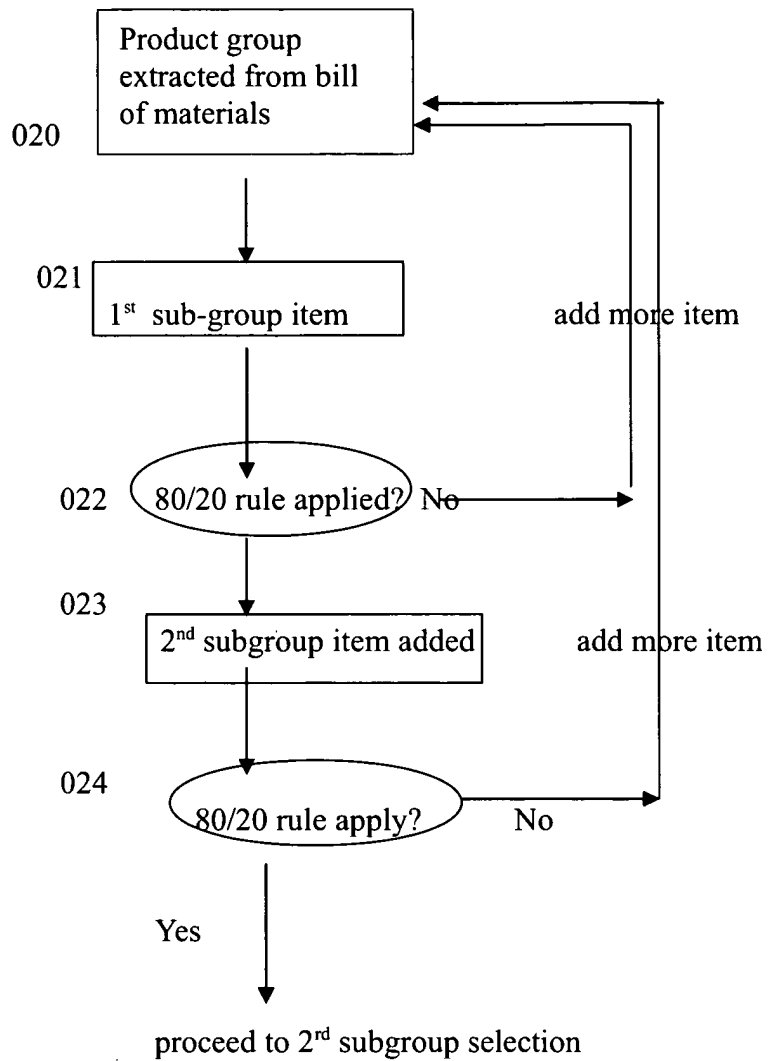 Product group
extracted from bill
of materials
020
021
1st sub-group item
add more item
022
80/20 rule applied? No
023
2nd subgroup item added
add more item
024
80/20 rule apply?
No
Yes
proceed to 2rd subgroup selection